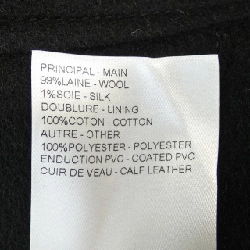 PRINCIPAL - MAIN
99%LAINE - WOOL
1%SOIE - SILK
DOUBLURE - LINING
100%COTON - COTTON
AUTRE - OTHER
100%POLYESTER - POLYESTER
ENDUCTION PVC - COATED PVC
CUIR DE VEAU - CALF LEATHER